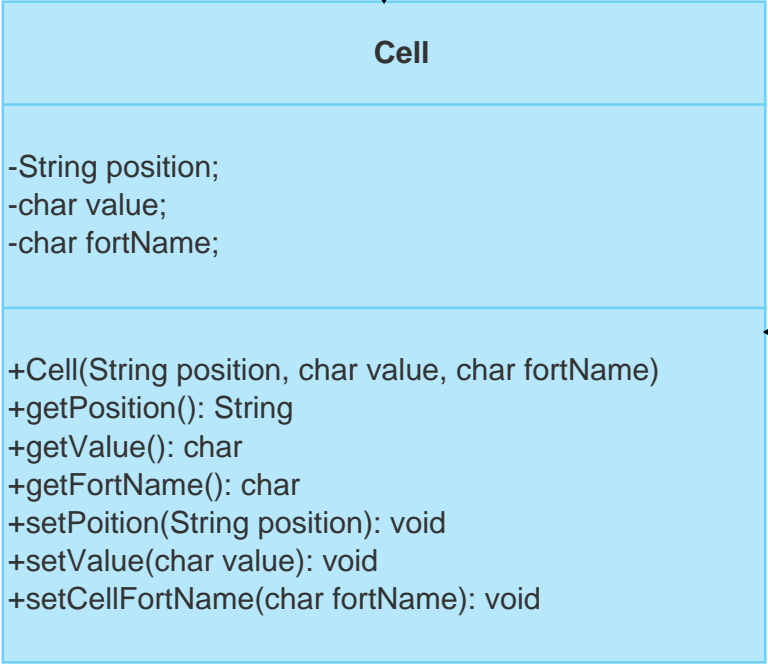 Cell
-String position;
-char value;
-char fortName;
+Cell(String position, char value, char fortName)
+getPosition(): String
+getValue(): char
+getFortName(): char
+setPoition(String position): void
+setValue(char value): void
+setCellFortName(char fortName): void